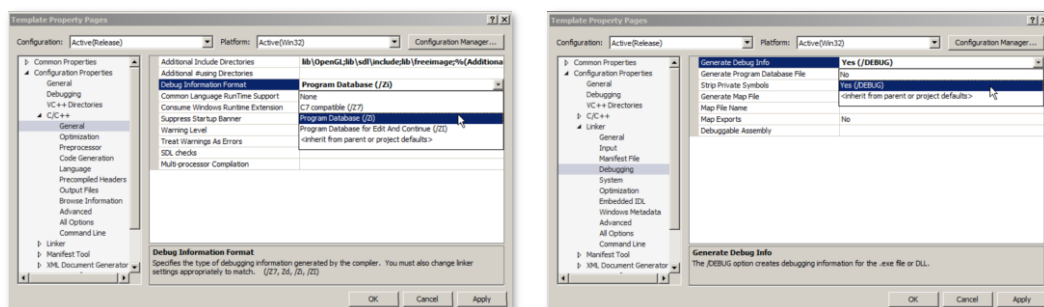 Template Property Pages
Configuration: Active(Release) Platform: Active(Win32) Configuration Manager...
Common Properties
Configuration Properties
General
Debugging
VC++ Directories
C/C++
General
Optimization
Preprocessor
Code Generation
Language
Precompiled Headers
Output Files
Browse Information
Advanced
All Options
Command Line
Linker
Manifest Tool
XML Document Generator
Additional Include Directories lib\OpenGL;lib\sdl\include;lib\freeimage;%(Additiona
Additional #using Directories
Debug Information Format Program Database (/Zi)
Common Language RunTime Support None
Consume Windows Runtime Extension C7 compatible (/Z7)
Suppress Startup Banner Program Database (/Zi)
Warning Level Program Database for Edit And Continue (/ZI)
Treat Warnings As Errors <inherit from parent or project defaults>
SDL checks
Multi-processor Compilation
Debug Information Format
Specifies the type of debugging information generated by the compiler. You must also change linker
settings appropriately to match. (/Z7, Zd, /Zi, /ZI)
OK Cancel Apply
Template Property Pages
Configuration: Active(Release) Platform: Active(Win32) Configuration Manager...
Common Properties
Configuration Properties
General
Debugging
VC++ Directories
C/C++
Linker
General
Input
Manifest File
Debugging
System
Optimization
Embedded IDL
Windows Metadata
Advanced
All Options
Command Line
Manifest Tool
XML Document Generator
Generate Debug Info Yes (/DEBUG)
Generate Program Database File No
Strip Private Symbols Yes (/DEBUG)
Generate Map File <inherit from parent or project defaults>
Map File Name
Map Exports No
Debuggable Assembly
Generate Debug Info
The /DEBUG option creates debugging information for the .exe file or DLL.
OK Cancel Apply